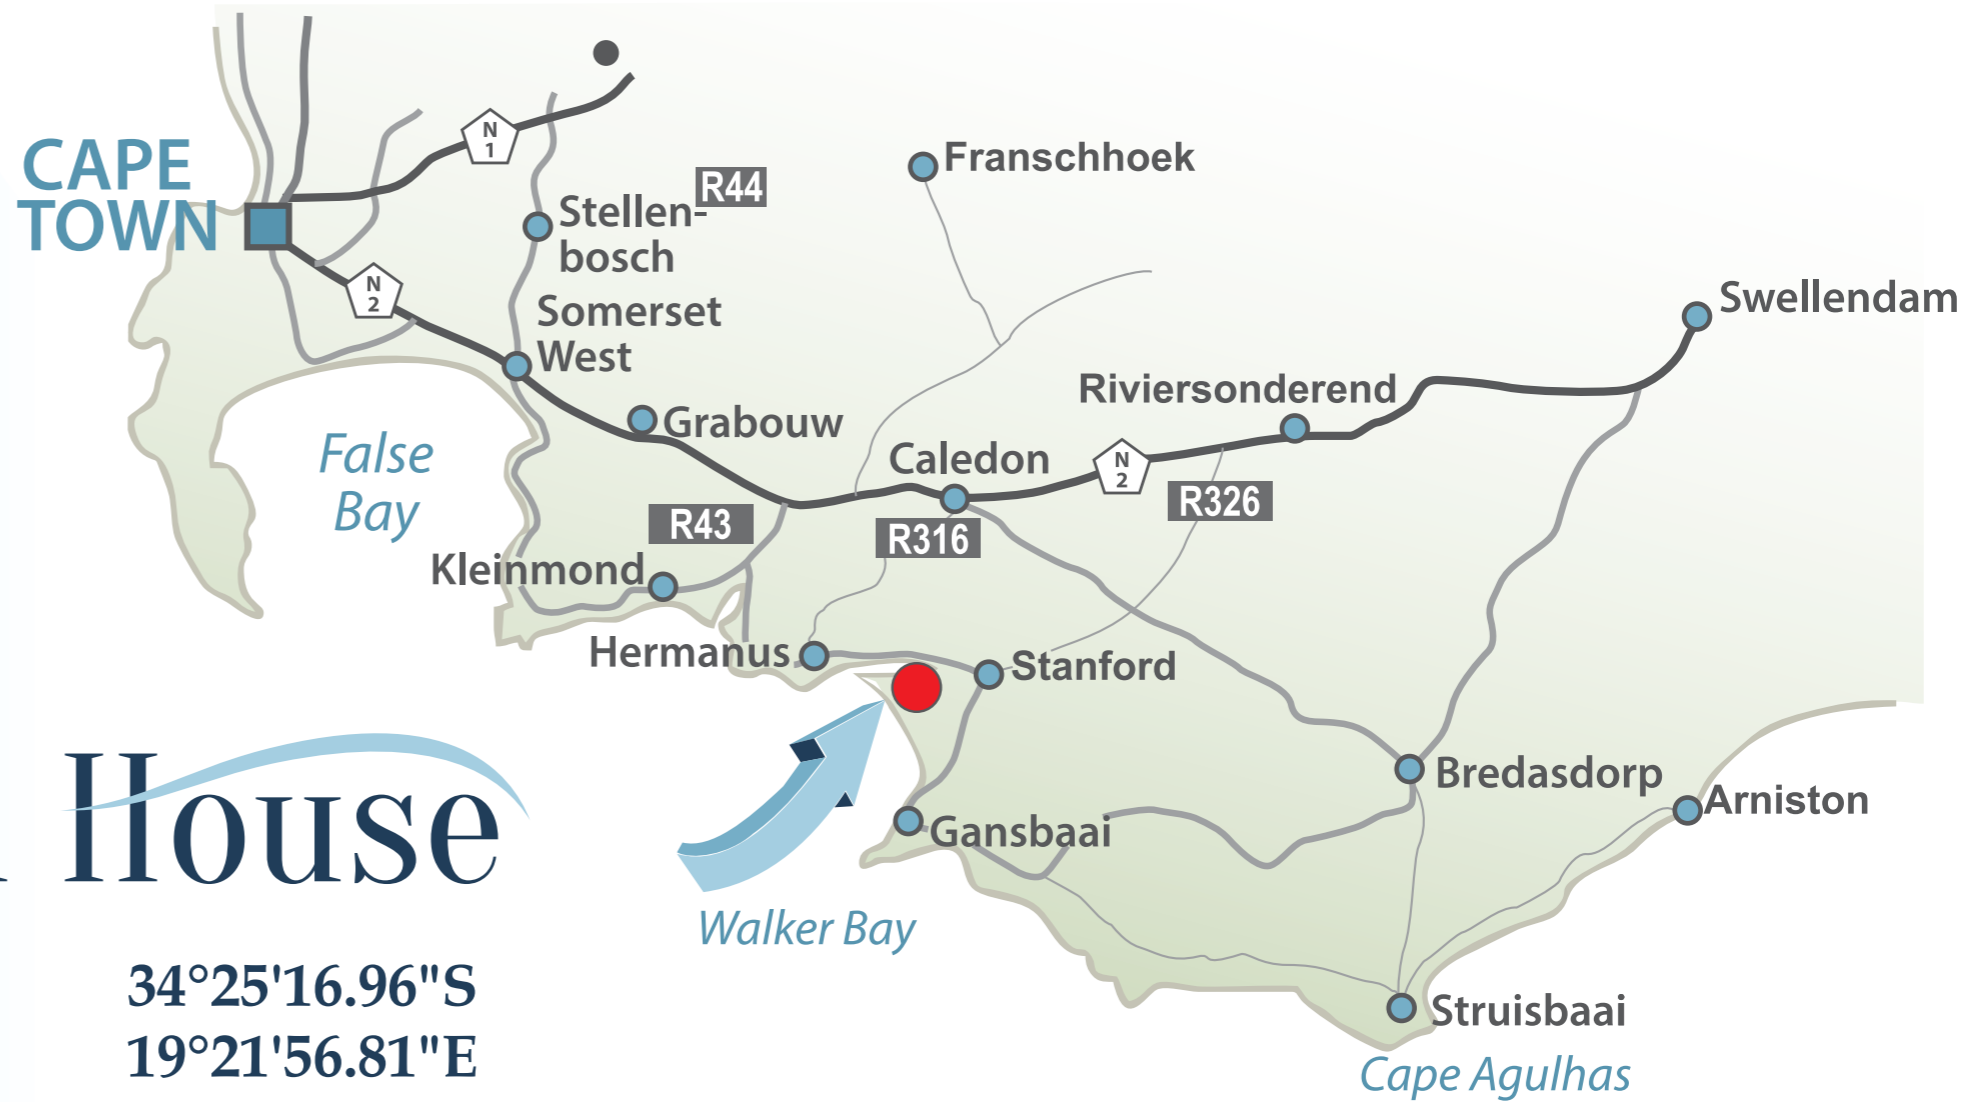 CAPE
TOWN
N
1
N
2
Stellen-
bosch
R44
Franschhoek
Somerset
West
Swellendam
Grabouw
Riviersonderend
False
Bay
Caledon
N
2
R43
R316
R326
Kleinmond
Hermanus
Stanford
House
34°25'16.96"S
19°21'56.81"E
Bredasdorp
Arniston
Gansbaai
Walker Bay
Struisbaai
Cape Agulhas